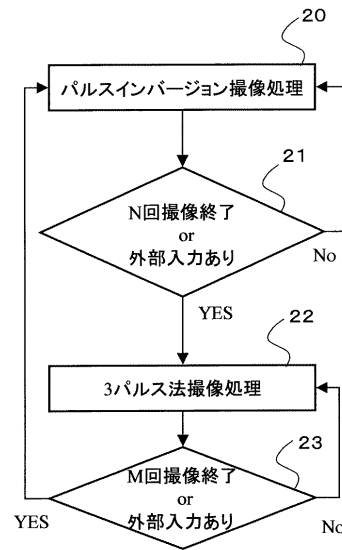 20
パルスインバージョン撮像処理
21
N回撮像終了
or
外部入力あり
No
YES
22
3パルス法撮像処理
23
M回撮像終了
or
外部入力あり
YES
No